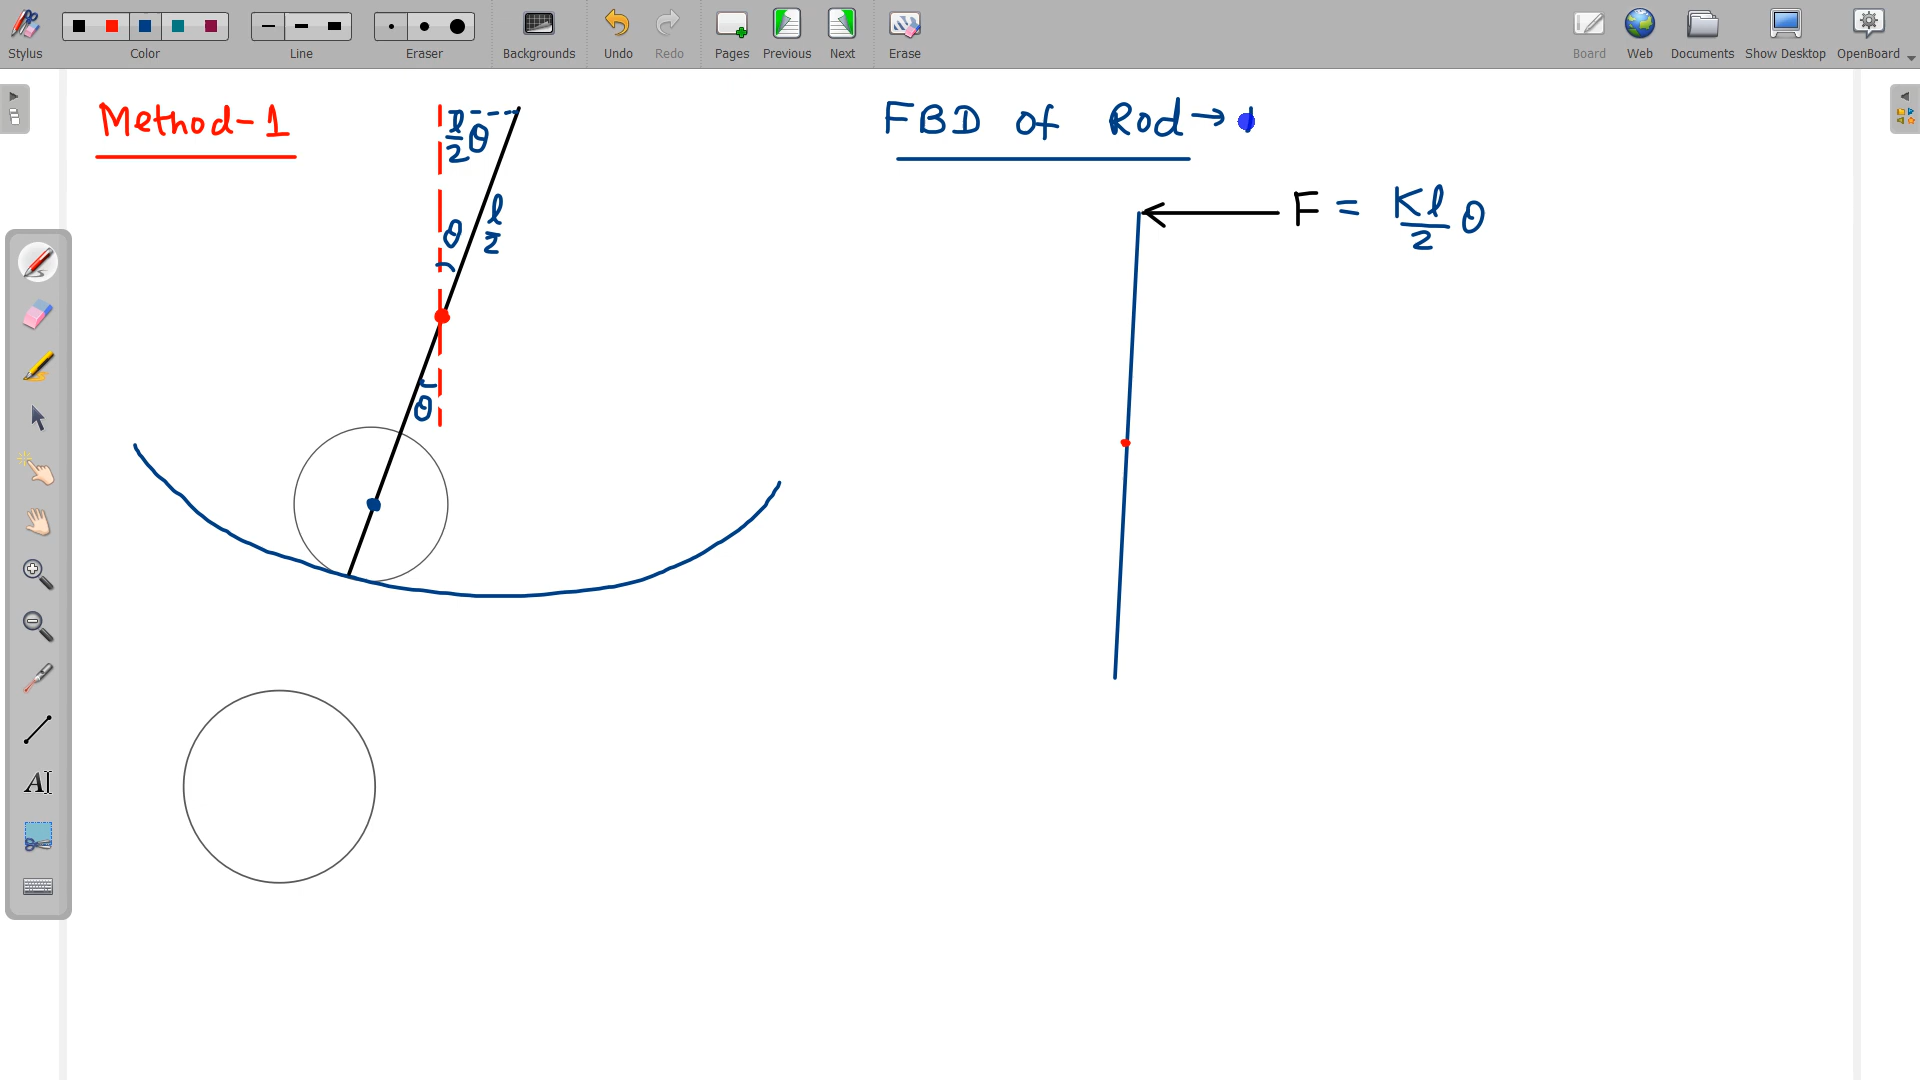 Stylus
Color
Line
Eraser
Backgrounds
Undo
Redo
Pages
Previous
Next
Erase
Board
Web
Documents
Show Desktop
OpenBoard
Method-1
l/2 θ
θ
l/2
θ
FBD of Rod →
F = Kl/2 θ
AI